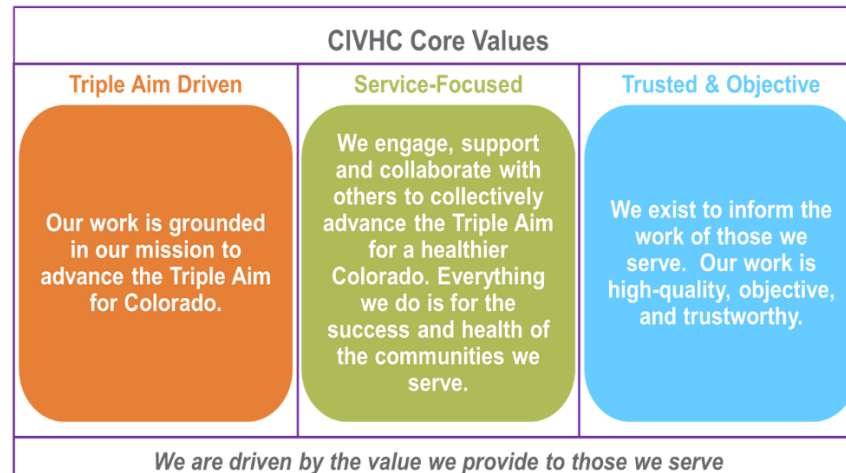 CIVHC Core Values
Triple Aim Driven
Our work is grounded
in our mission to
advance the Triple Aim
for Colorado.
Service-Focused
We engage, support
and collaborate with
others to collectively
advance the Triple Aim
for a healthier
Colorado. Everything
we do is for the
success and health of
the communities we
serve.
Trusted & Objective
We exist to inform the
work of those we
serve.  Our work is
high-quality, objective,
and trustworthy.
We are driven by the value we provide to those we serve